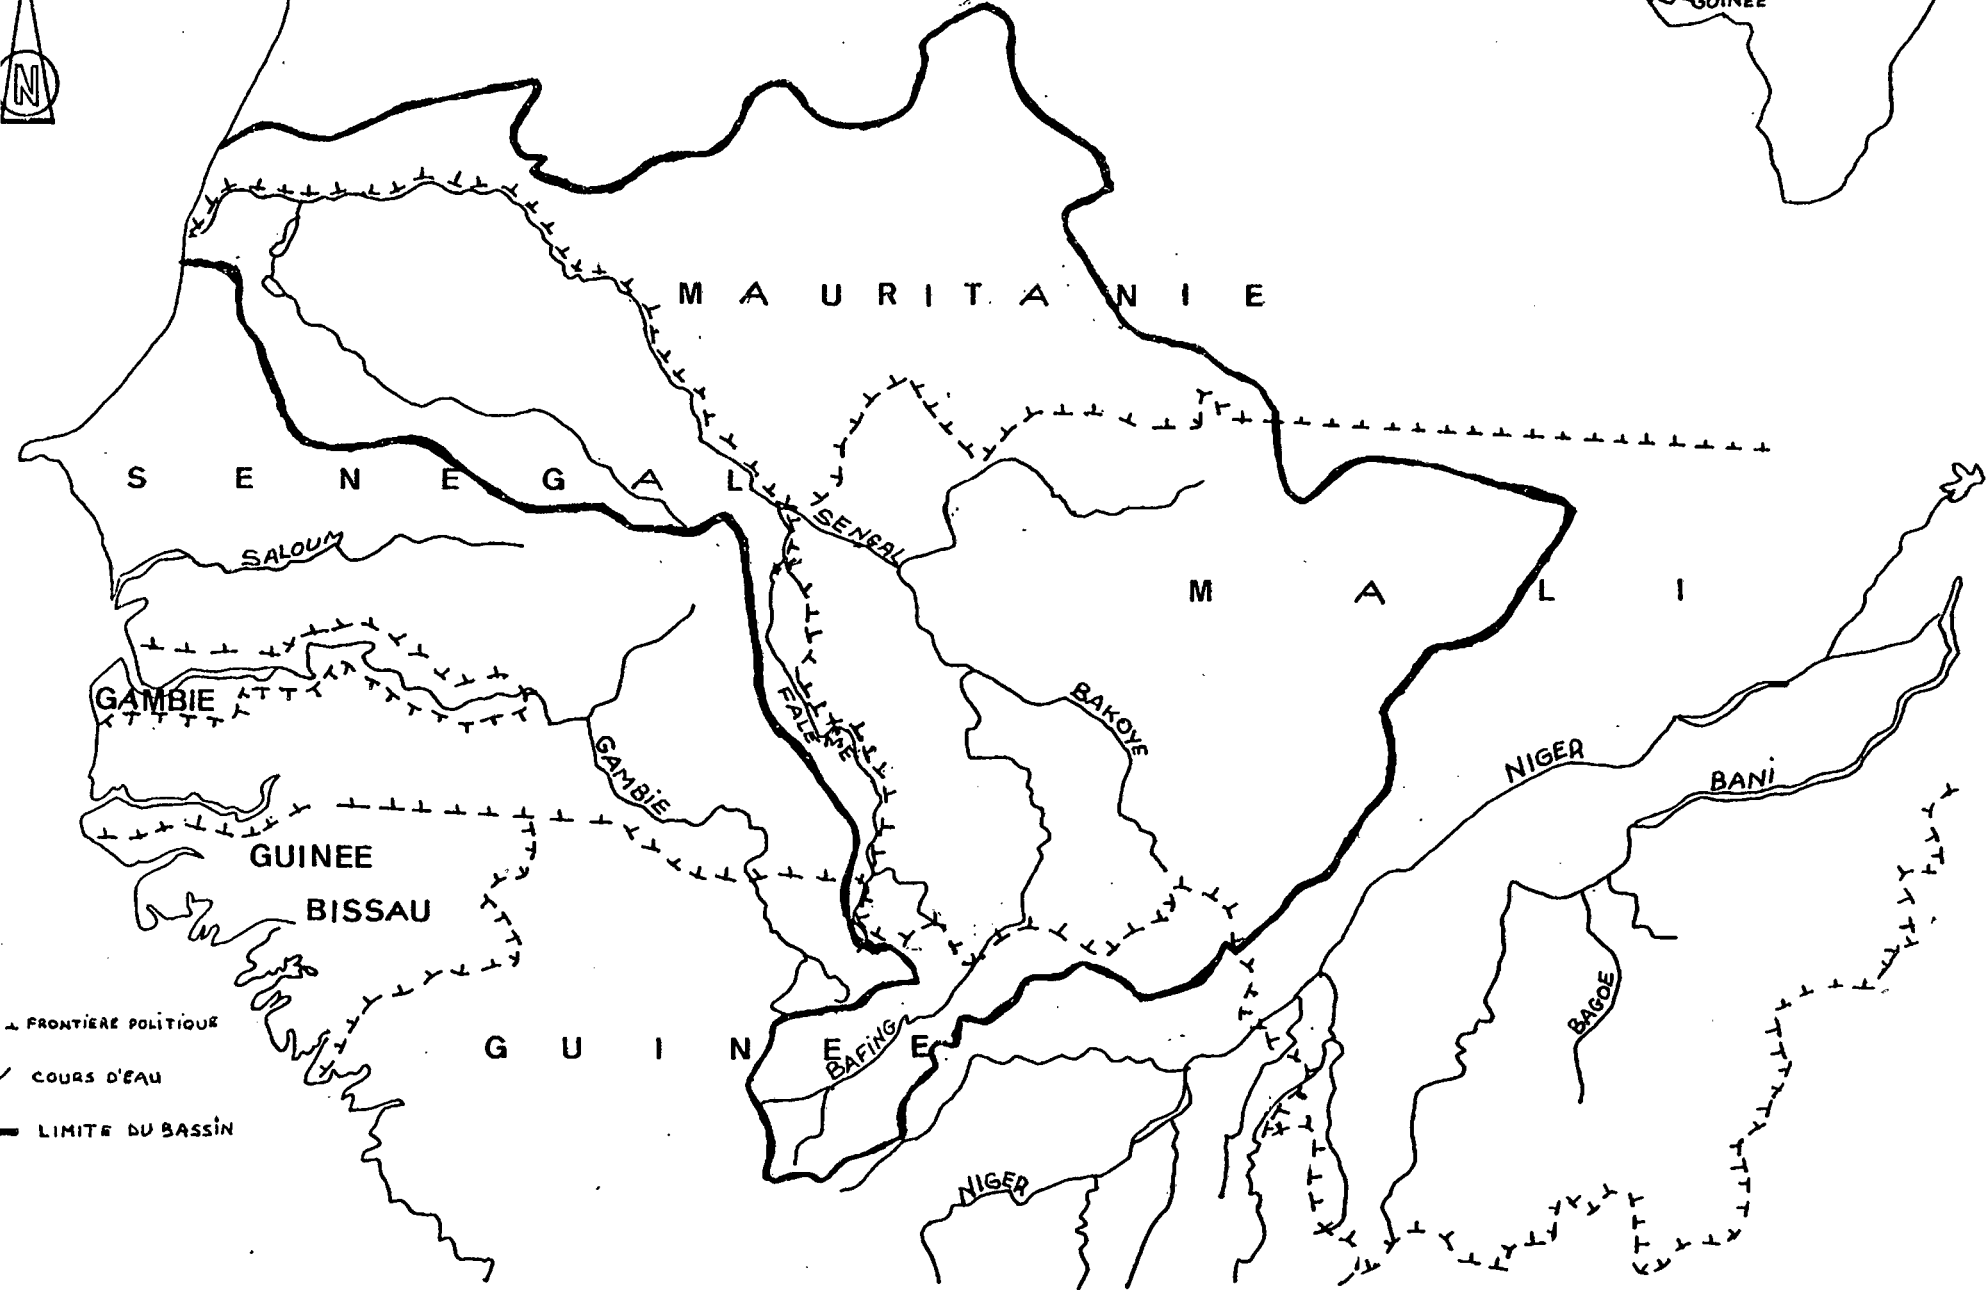 GUINEE
N
MAURITANIE
SENEGAL
SENEGAL
SALOUM
MALI
GAMBIE
FALEME
BAKOYE
GAMBIE
NIGER
BANI
GUINEE
BISSAU
BAGOE
FRONTIERE POLITIQUE
GUINEE
BAFING
COURS D'EAU
LIMITE DU BASSIN
NIGER